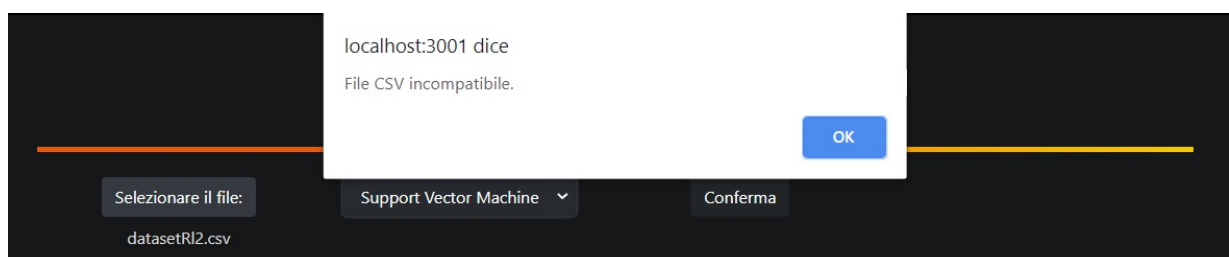 localhost:3001 dice
File CSV incompatibile.
OK
Selezionare il file:
Support Vector Machine
Conferma
datasetRl2.csv